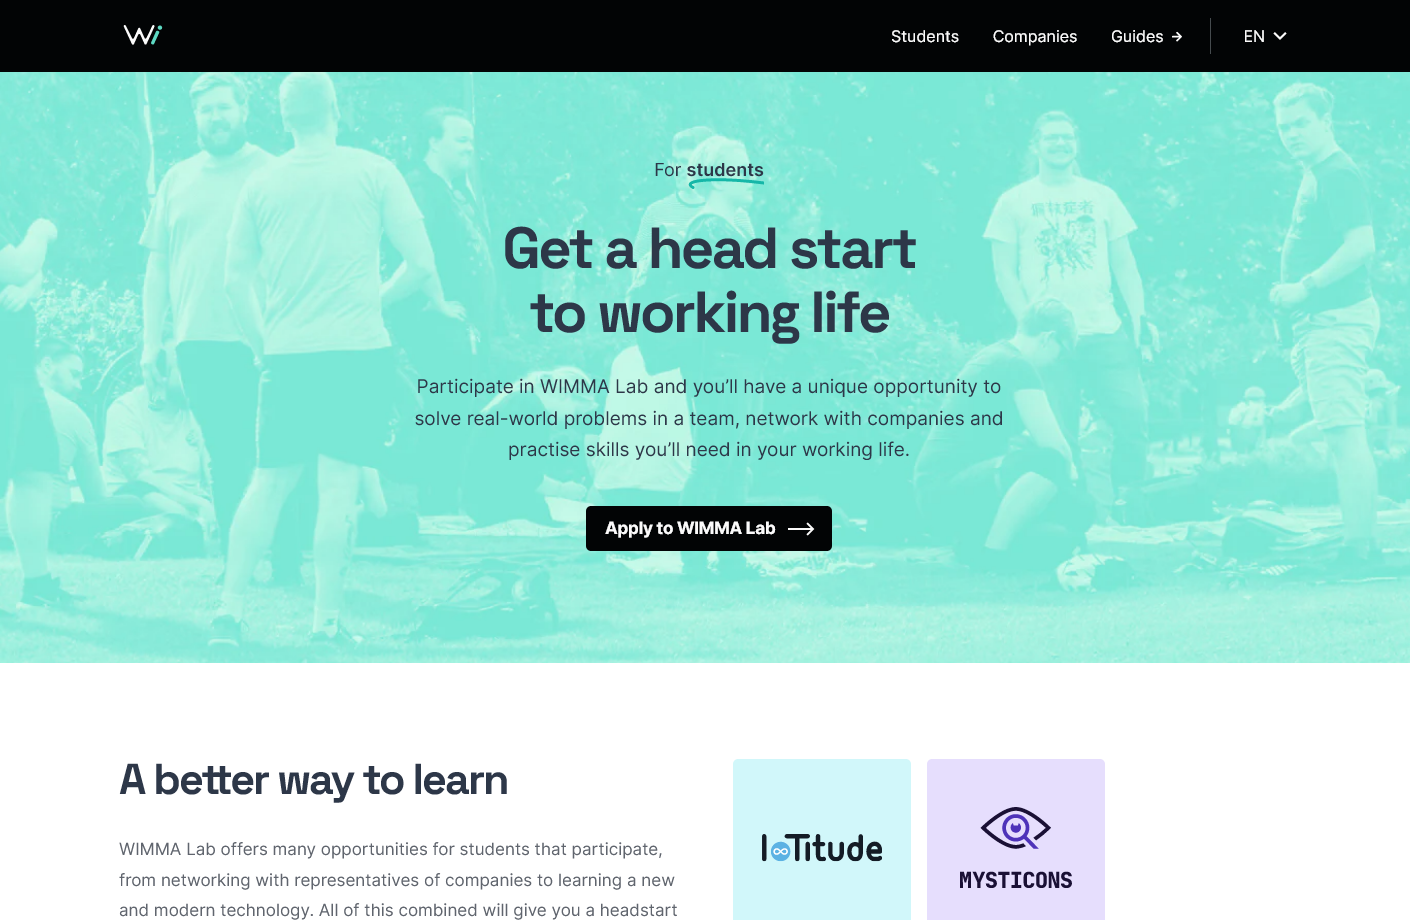 Wi
Students Companies Guides → EN
For students
Get a head start
to working life
Participate in WIMMA Lab and you’ll have a unique opportunity to
solve real-world problems in a team, network with companies and
practise skills you’ll need in your working life.
Apply to WIMMA Lab →
A better way to learn
WIMMA Lab offers many opportunities for students that participate,
from networking with representatives of companies to learning a new
and modern technology. All of this combined will give you a headstart
IoTitude
MYSTICONS